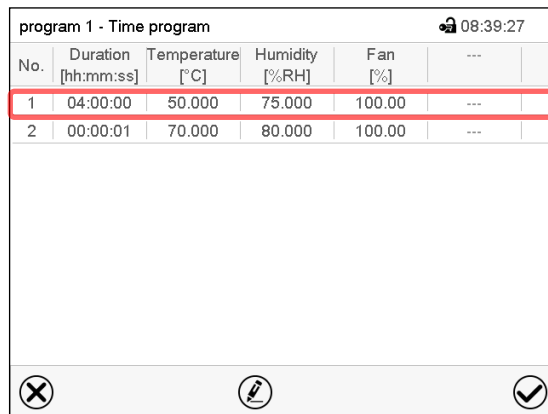 program 1 - Time program 08:39:27
No. Duration [hh:mm:ss] Temperature [°C] Humidity [%RH] Fan [%] ---
1 04:00:00 50.000 75.000 100.00 ---
2 00:00:01 70.000 80.000 100.00 ---